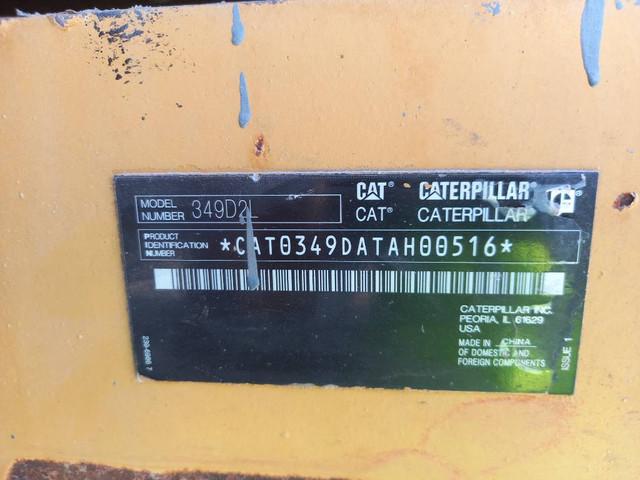 CAT CATERPILLAR
MODEL NUMBER 349D2L CAT®
PRODUCT IDENTIFICATION NUMBER *CAT0349DATAH00516*
CATERPILLAR INC.
PEORIA, IL 61629
USA
MADE IN CHINA
OF DOMESTIC AND
FOREIGN COMPONENTS
ISSUE 1